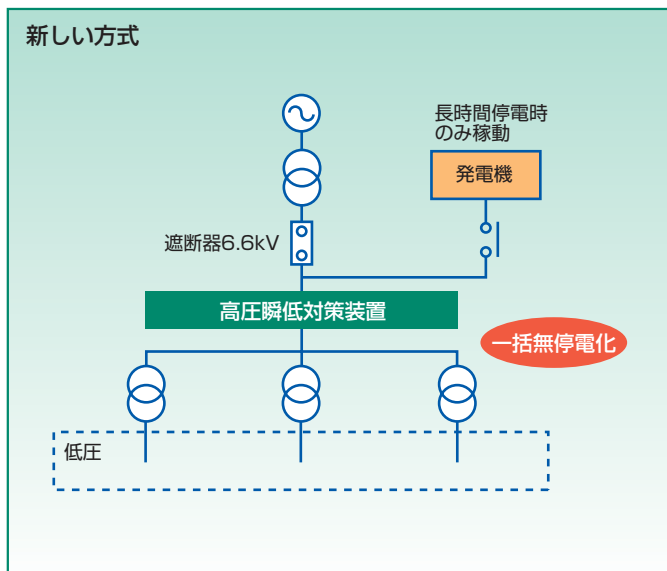 新しい方式
長時間停電時
のみ稼動
発電機
遮断器6.6kV
高圧瞬低対策装置
一括無停電化
低圧